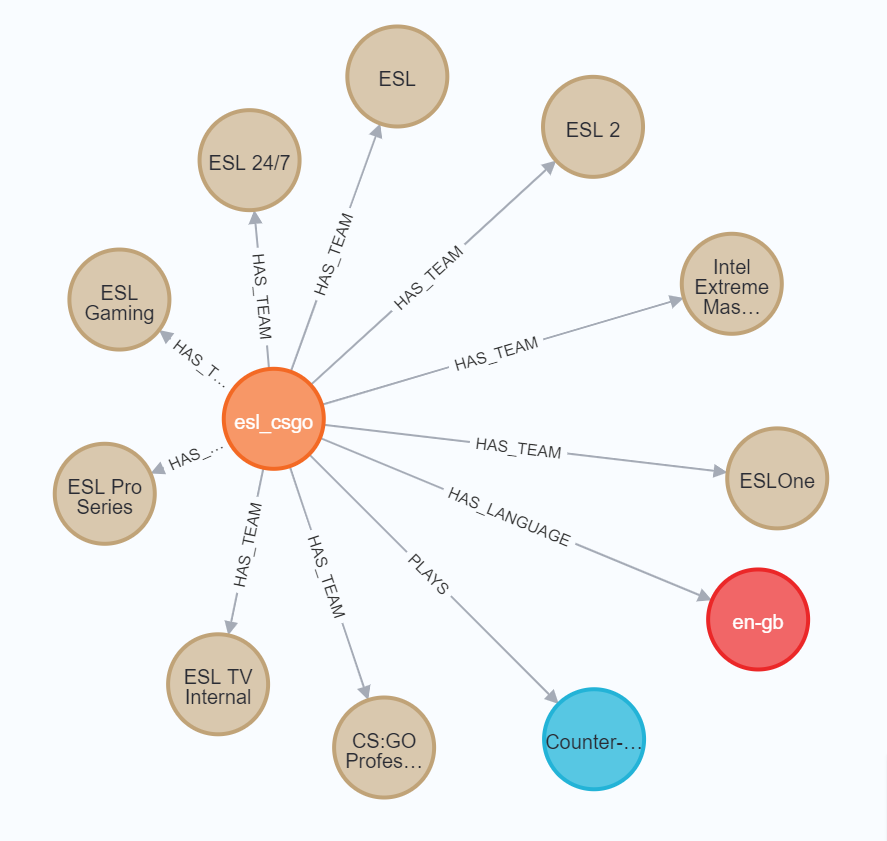 ESL
ESL 2
ESL 24/7
HAS_TEAM
HAS_TEAM
HAS_TEAM
Intel
Extreme
Mas…
ESL
Gaming
HAS_T…
HAS_TEAM
esl_csgo
HAS_TEAM
ESLOne
HAS_…
ESL Pro
Series
HAS_LANGUAGE
HAS_TEAM
HAS_TEAM
PLAYS
en-gb
ESL TV
Internal
CS:GO
Profes…
Counter-…